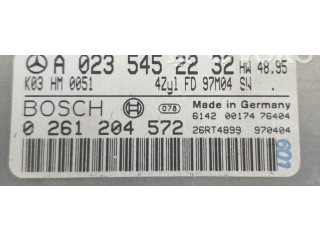 A 023 545 22 32 HW 48.95
K03 HM 0051 4Zyl FD 97M04 SW .
BOSCH 078 Made in Germany
6142 00174 76404
0 261 204 572 26RT4899 970404
601